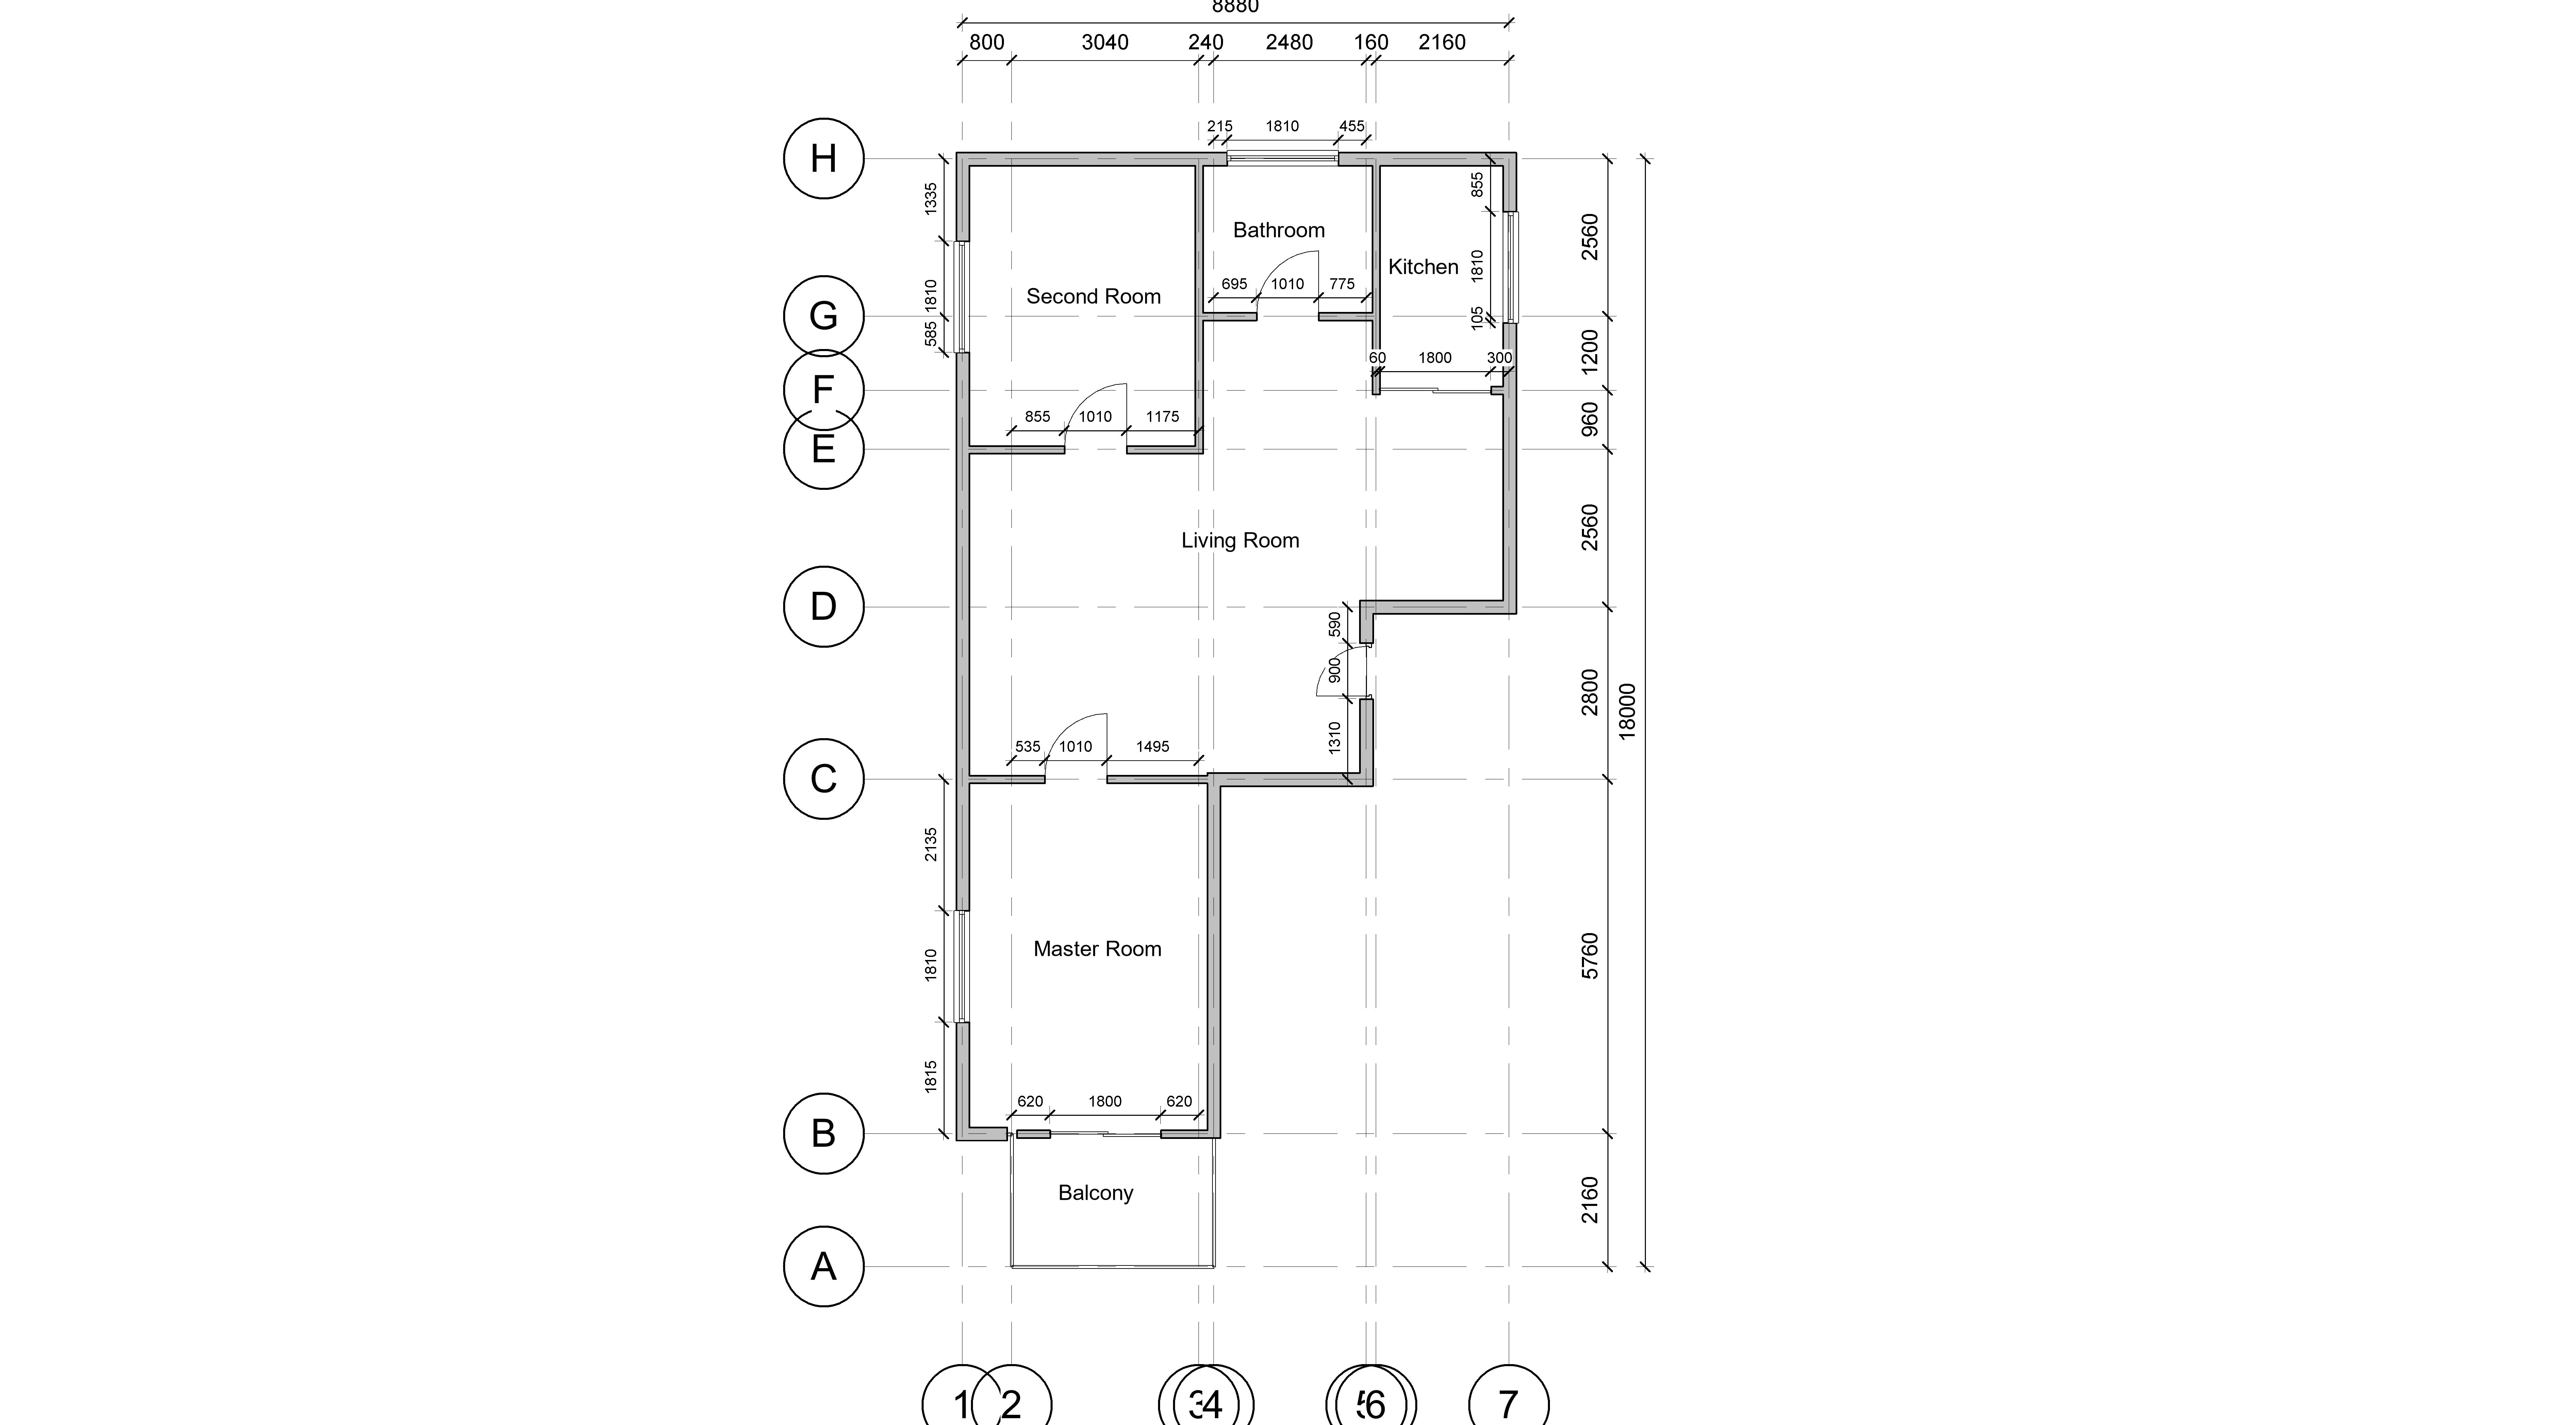 8880
800 3040 240 2480 160 2160
215 1810 455
H
1335
855
2560
Bathroom
Kitchen
1810
Second Room
1810
695 1010 775
G
105
585
1200
60 1800 300
F
855 1010 1175
960
E
2560
Living Room
D
590
900
2800
18000
1310
535 1010 1495
C
2135
Master Room
1810
5760
1815
620 1800 620
B
Balcony
2160
A
1 2 3 4 5 6 7